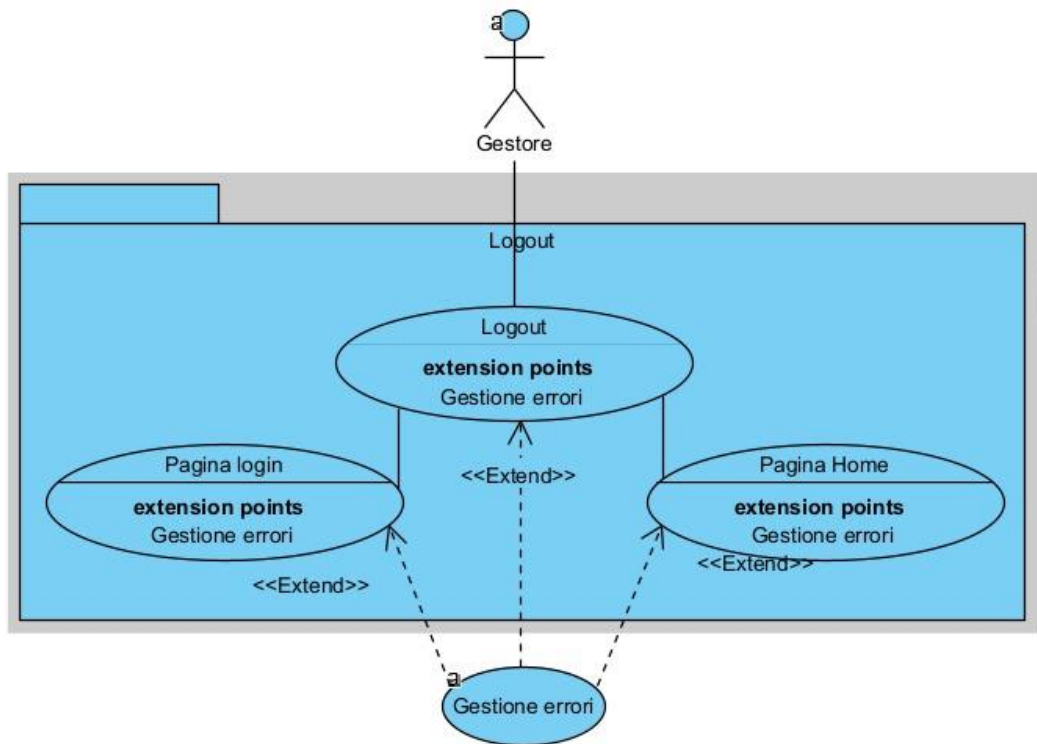 a
Gestore
Logout
Logout
extension points
Gestione errori
Pagina login
extension points
Gestione errori
<<Extend>>
Pagina Home
extension points
Gestione errori
<<Extend>>
<<Extend>>
a
Gestione errori